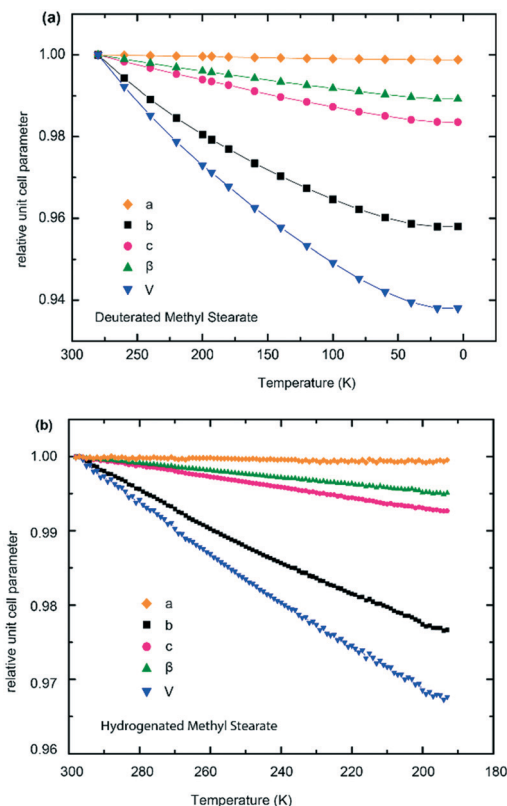 (a)
1.00
0.98
0.96
0.94
relative unit cell parameter
a
b
c
β
V
Deuterated Methyl Stearate
300 250 200 150 100 50 0
Temperature (K)
(b)
1.00
0.99
0.98
0.97
0.96
relative unit cell parameter
a
b
c
β
V
Hydrogenated Methyl Stearate
300 280 260 240 220 200 180
Temperature (K)